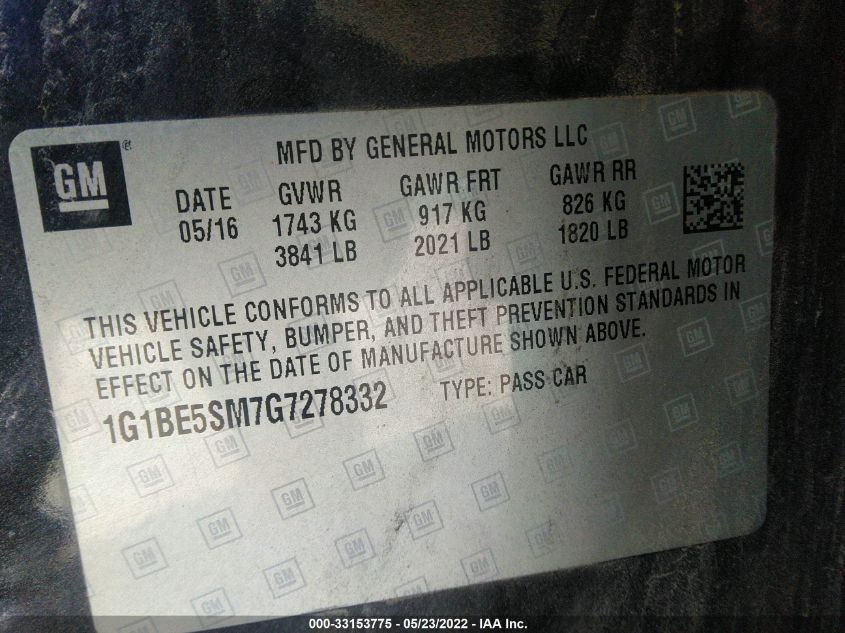 GM®
MFD BY GENERAL MOTORS LLC
DATE GVWR GAWR FRT GAWR RR
05/16 1743 KG 917 KG 826 KG
3841 LB 2021 LB 1820 LB
THIS VEHICLE CONFORMS TO ALL APPLICABLE U.S. FEDERAL MOTOR
VEHICLE SAFETY, BUMPER, AND THEFT PREVENTION STANDARDS IN
EFFECT ON THE DATE OF MANUFACTURE SHOWN ABOVE.
1G1BE5SM7G7278332 TYPE: PASS CAR
000-33153775 - 05/23/2022 - IAA Inc.